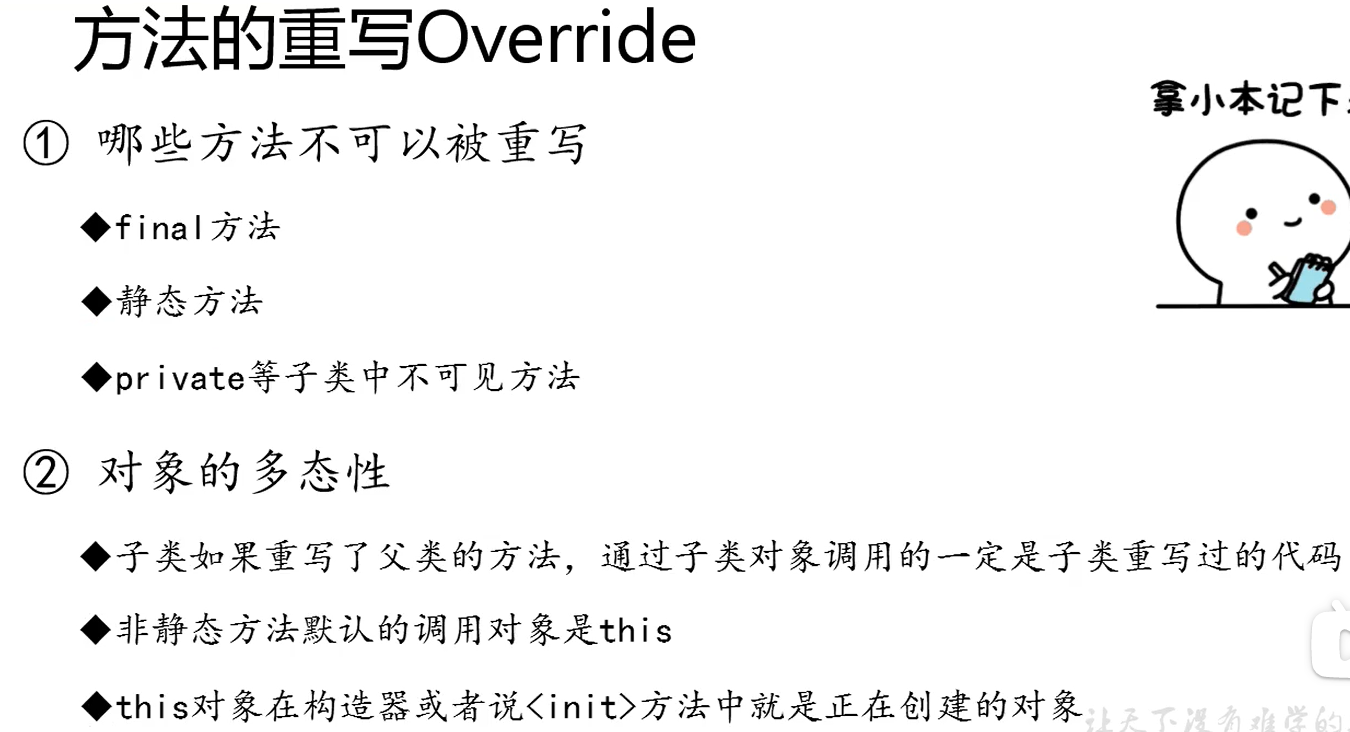 方法的重写Override
拿小本记下
① 哪些方法不可以被重写
◆final方法
◆静态方法
◆private等子类中不可见方法
② 对象的多态性
◆子类如果重写了父类的方法，通过子类对象调用的一定是子类重写过的代码
◆非静态方法默认的调用对象是this
◆this对象在构造器或者说<init>方法中就是正在创建的对象
让天下没有难学的